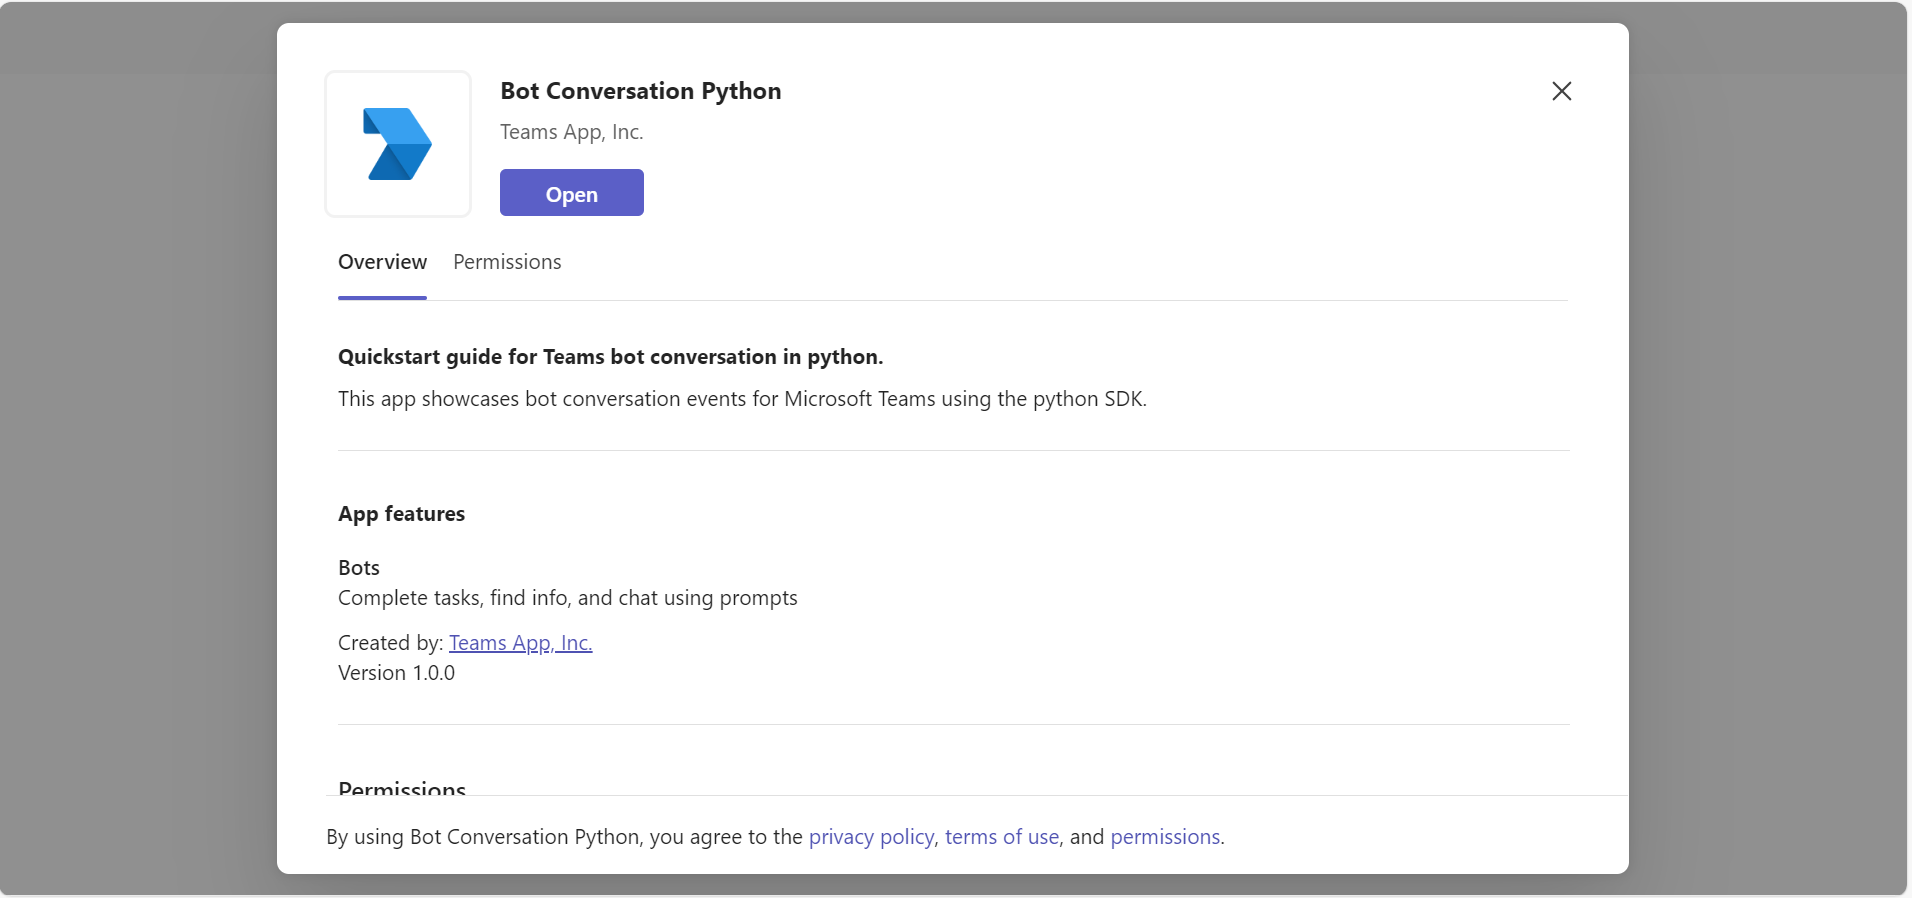 Bot Conversation Python
Teams App, Inc.
Open
Overview
Permissions
Quickstart guide for Teams bot conversation in python.
This app showcases bot conversation events for Microsoft Teams using the python SDK.
App features
Bots
Complete tasks, find info, and chat using prompts
Created by: Teams App, Inc.
Version 1.0.0
Permissions
By using Bot Conversation Python, you agree to the privacy policy, terms of use, and permissions.